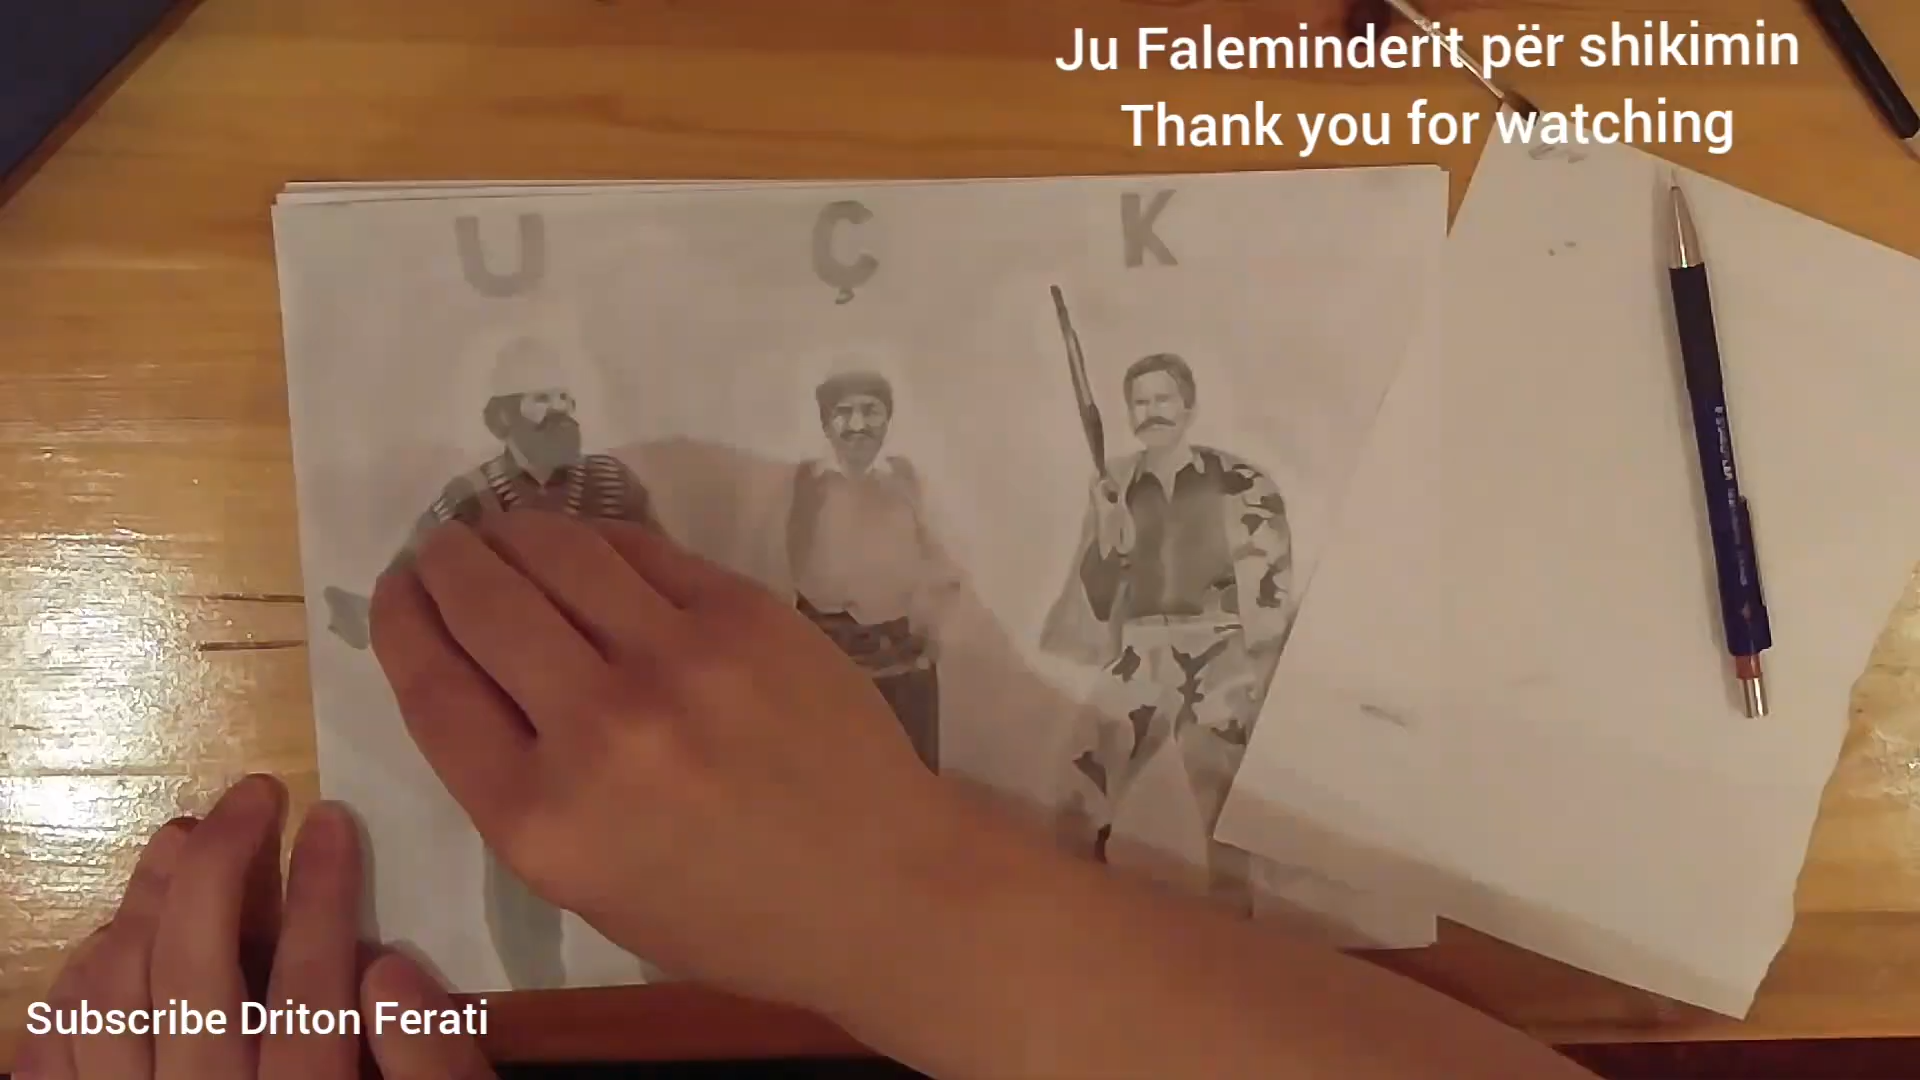 Ju Faleminderit për shikimin
Thank you for watching
U Ç K
Subscribe Driton Ferati